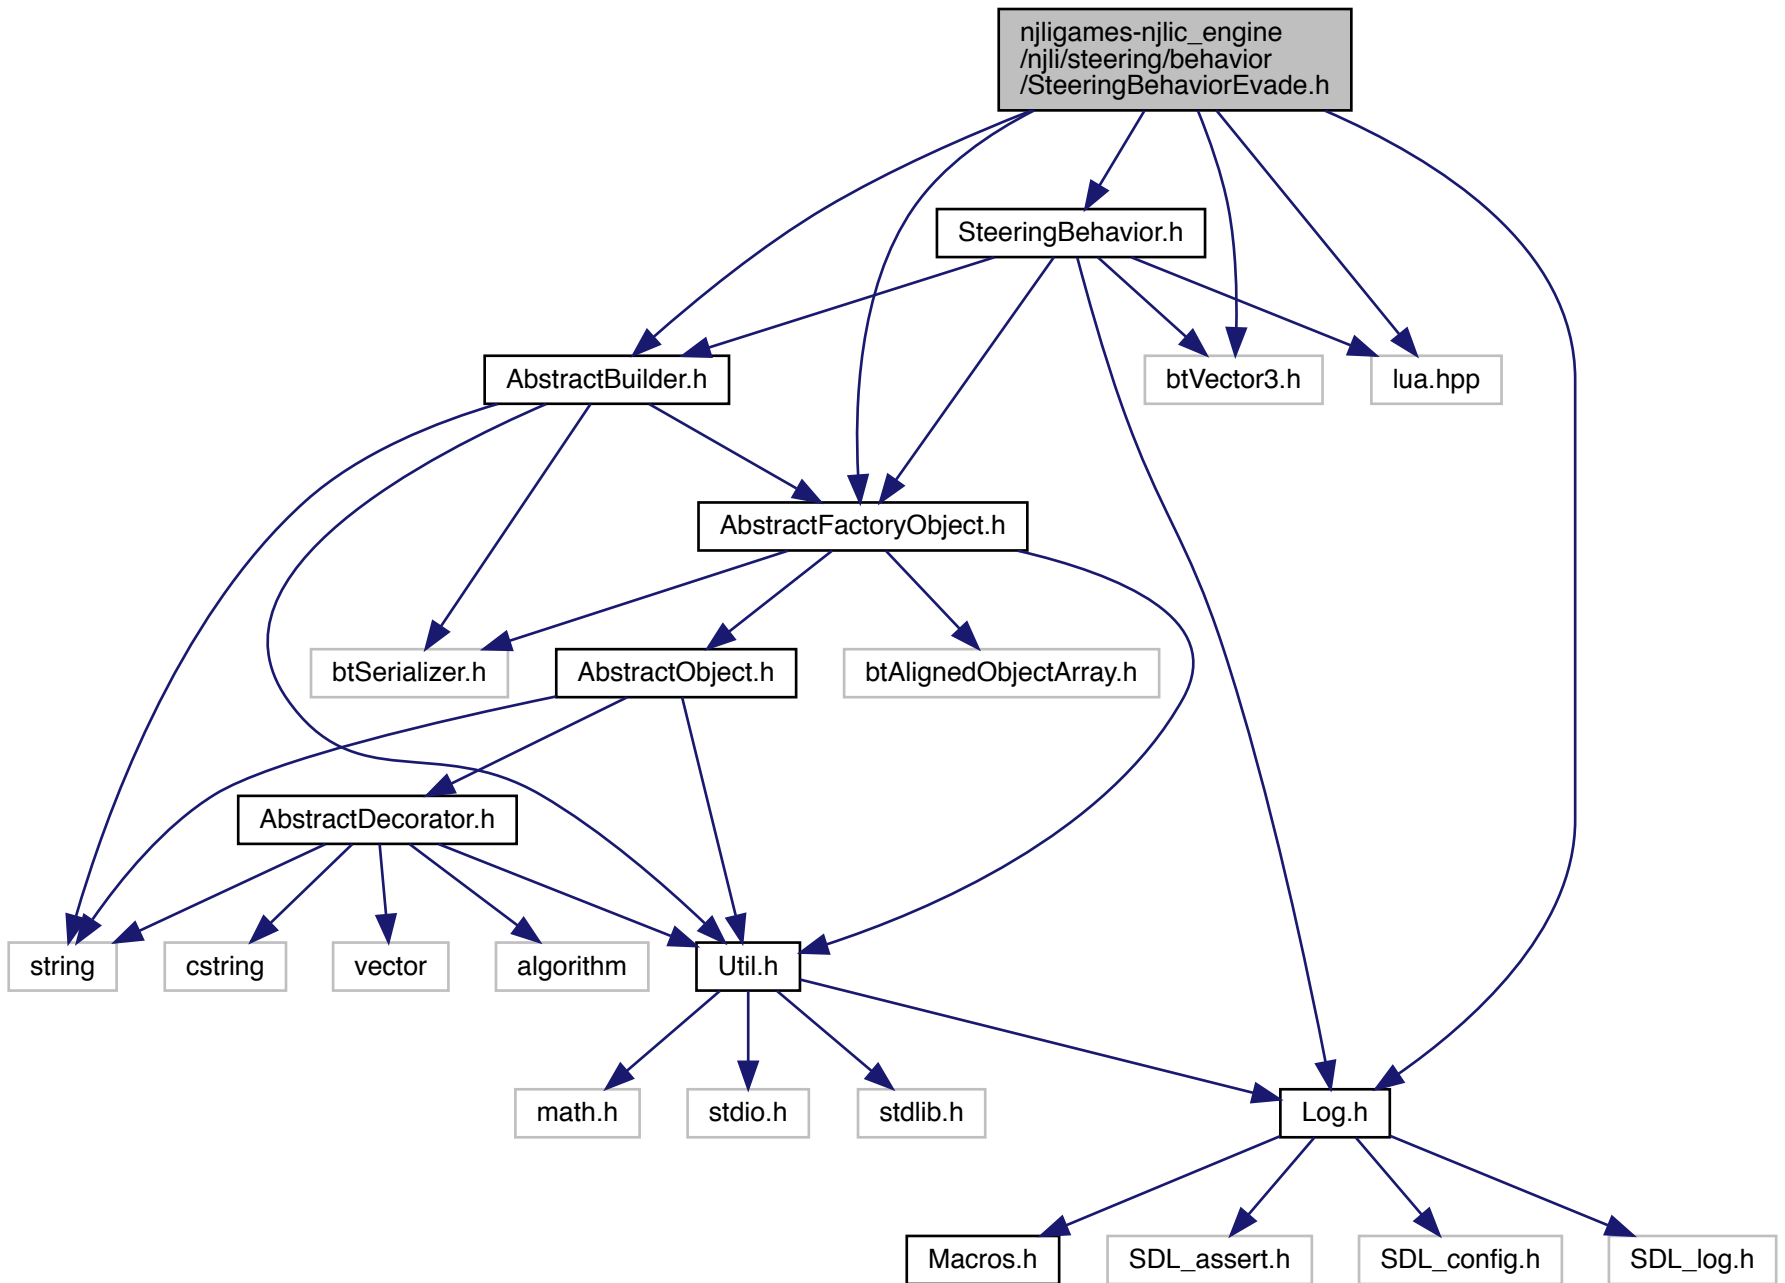 njligames-njlic_engine
/njli/steering/behavior
/SteeringBehaviorEvade.h
SteeringBehavior.h
AbstractBuilder.h
btVector3.h
lua.hpp
AbstractFactoryObject.h
btSerializer.h
AbstractObject.h
btAlignedObjectArray.h
AbstractDecorator.h
string
cstring
vector
algorithm
Util.h
math.h
stdio.h
stdlib.h
Log.h
Macros.h
SDL_assert.h
SDL_config.h
SDL_log.h